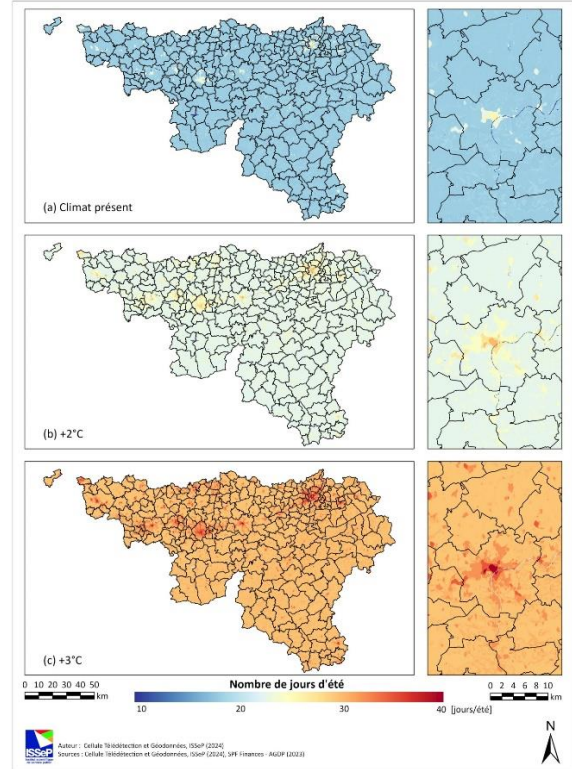 (a) Climat présent
(b) +2°C
(c) +3°C
0 10 20 30 40 50
km
Nombre de jours d'été
10 20 30 40 [jours/été]
0 2 4 6 8 10
km
N
ISSeP
Auteur : Cellule Télédétection et Géodonnées, ISSeP (2024)
Sources : Cellule Télédétection et Géodonnées, ISSeP (2024), SPF Finances - AGDP (2023)